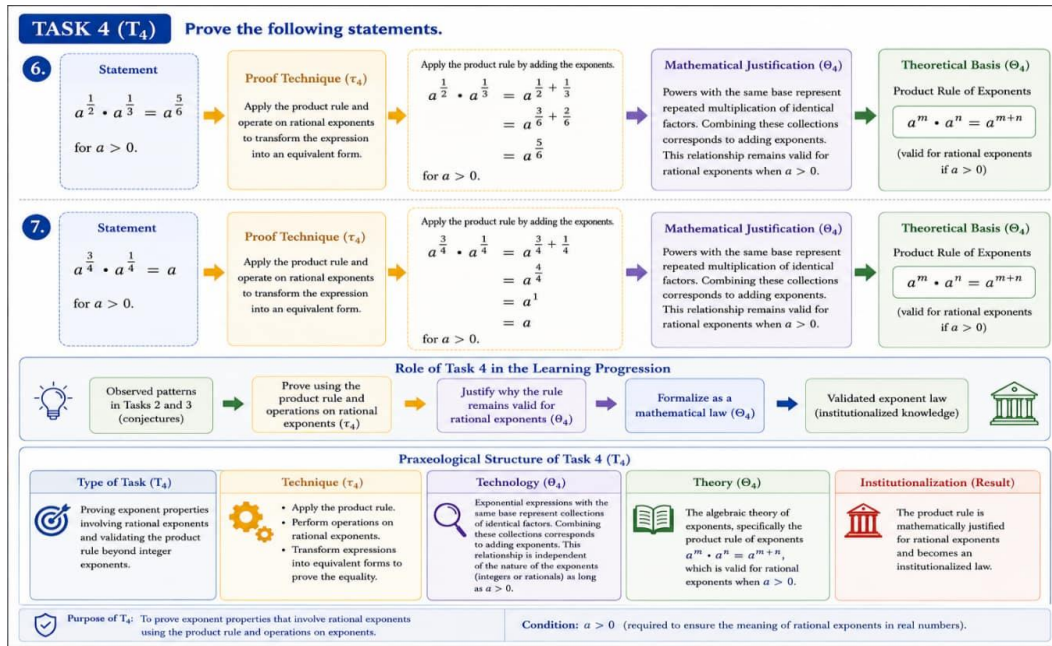 TASK 4 (T₄) Prove the following statements.
6.
Statement
a^(1/2) • a^(1/3) = a^(5/6)
for a > 0.
Proof Technique (τ₄)
Apply the product rule and
operate on rational exponents
to transform the expression
into an equivalent form.
Apply the product rule by adding the exponents.
a^(1/2) • a^(1/3) = a^(1/2 + 1/3)
= a^(3/6 + 2/6)
= a^(5/6)
for a > 0.
Mathematical Justification (Θ₄)
Powers with the same base represent
repeated multiplication of identical
factors. Combining these collections
corresponds to adding exponents.
This relationship remains valid for
rational exponents when a > 0.
Theoretical Basis (Θ₄)
Product Rule of Exponents
a^m • a^n = a^(m+n)
(valid for rational exponents
if a > 0)
7.
Statement
a^(3/4) • a^(1/4) = a
for a > 0.
Proof Technique (τ₄)
Apply the product rule and
operate on rational exponents
to transform the expression
into an equivalent form.
Apply the product rule by adding the exponents.
a^(3/4) • a^(1/4) = a^(3/4 + 1/4)
= a^(4/4)
= a^1
= a
for a > 0.
Mathematical Justification (Θ₄)
Powers with the same base represent
repeated multiplication of identical
factors. Combining these collections
corresponds to adding exponents.
This relationship remains valid for
rational exponents when a > 0.
Theoretical Basis (Θ₄)
Product Rule of Exponents
a^m • a^n = a^(m+n)
(valid for rational exponents
if a > 0)
Role of Task 4 in the Learning Progression
Observed patterns
in Tasks 2 and 3
(conjectures)
Prove using the
product rule and
operations on rational
exponents (τ₄)
Justify why the rule
remains valid for
rational exponents (Θ₄)
Formalize as a
mathematical law (Θ₄)
Validated exponent law
(institutionalized knowledge)
Praxeological Structure of Task 4 (T₄)
Type of Task (T₄)
Proving exponent properties
involving rational exponents
and validating the product
rule beyond integer
exponents.
Technique (τ₄)
• Apply the product rule.
• Perform operations on
rational exponents.
• Transform expressions
into equivalent forms to
prove the equality.
Technology (Θ₄)
Exponential expressions with the
same base represent collections
of identical factors. Combining
these collections corresponds
to adding exponents. This
relationship is independent
of the nature of the exponents
(integers or rationals) as long
as a > 0.
Theory (Θ₄)
The algebraic theory of
exponents, specifically the
product rule of exponents
a^m • a^n = a^(m+n),
which is valid for rational
exponents when a > 0.
Institutionalization (Result)
The product rule is
mathematically justified
for rational exponents
and becomes an
institutionalized law.
Purpose of T₄: To prove exponent properties that involve rational exponents
using the product rule and operations on exponents.
Condition: a > 0 (required to ensure the meaning of rational exponents in real numbers).